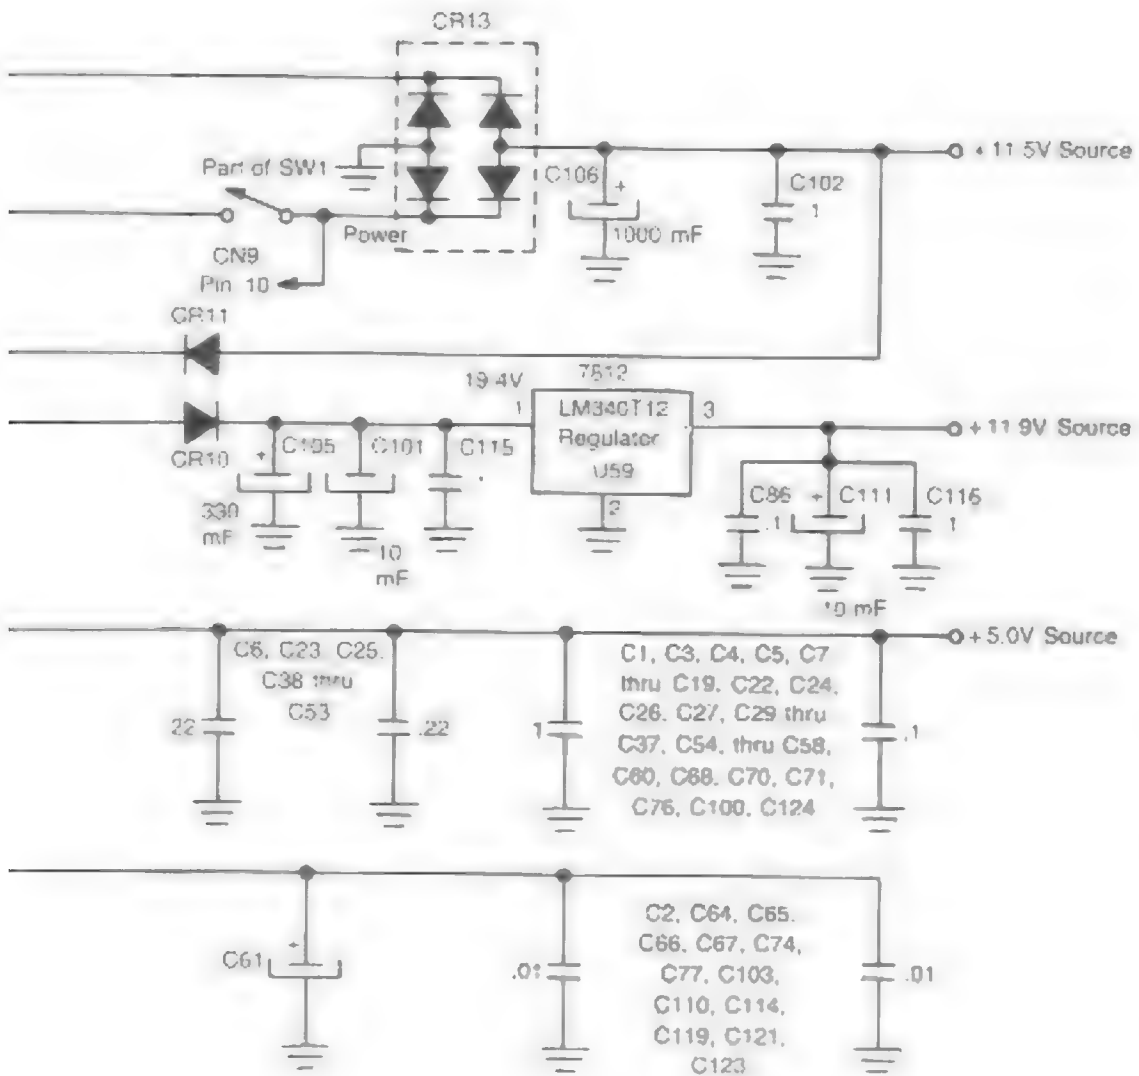 CR13
Part of SW1
C106
+
1000 mF
C102
.1
+ 11.5V Source
Power
CN9
Pin 10
CR11
19.4V
7812
1
LM340T12
Regulator
U59
3
2
+ 11.9V Source
CR10
+
C105
330
mF
C101
10
mF
C115
C86
.1
+
C111
10 mF
C116
.1
+ 5.0V Source
C6, C23, C25,
C38 thru
C53
.22
.22
.1
C1, C3, C4, C5, C7
thru C19, C22, C24,
C26, C27, C29 thru
C37, C54, thru C58,
C60, C68, C70, C71,
C76, C100, C124
.1
+
C61
.01
C2, C64, C65,
C66, C67, C74,
C77, C103,
C110, C114,
C119, C121,
C123
.01